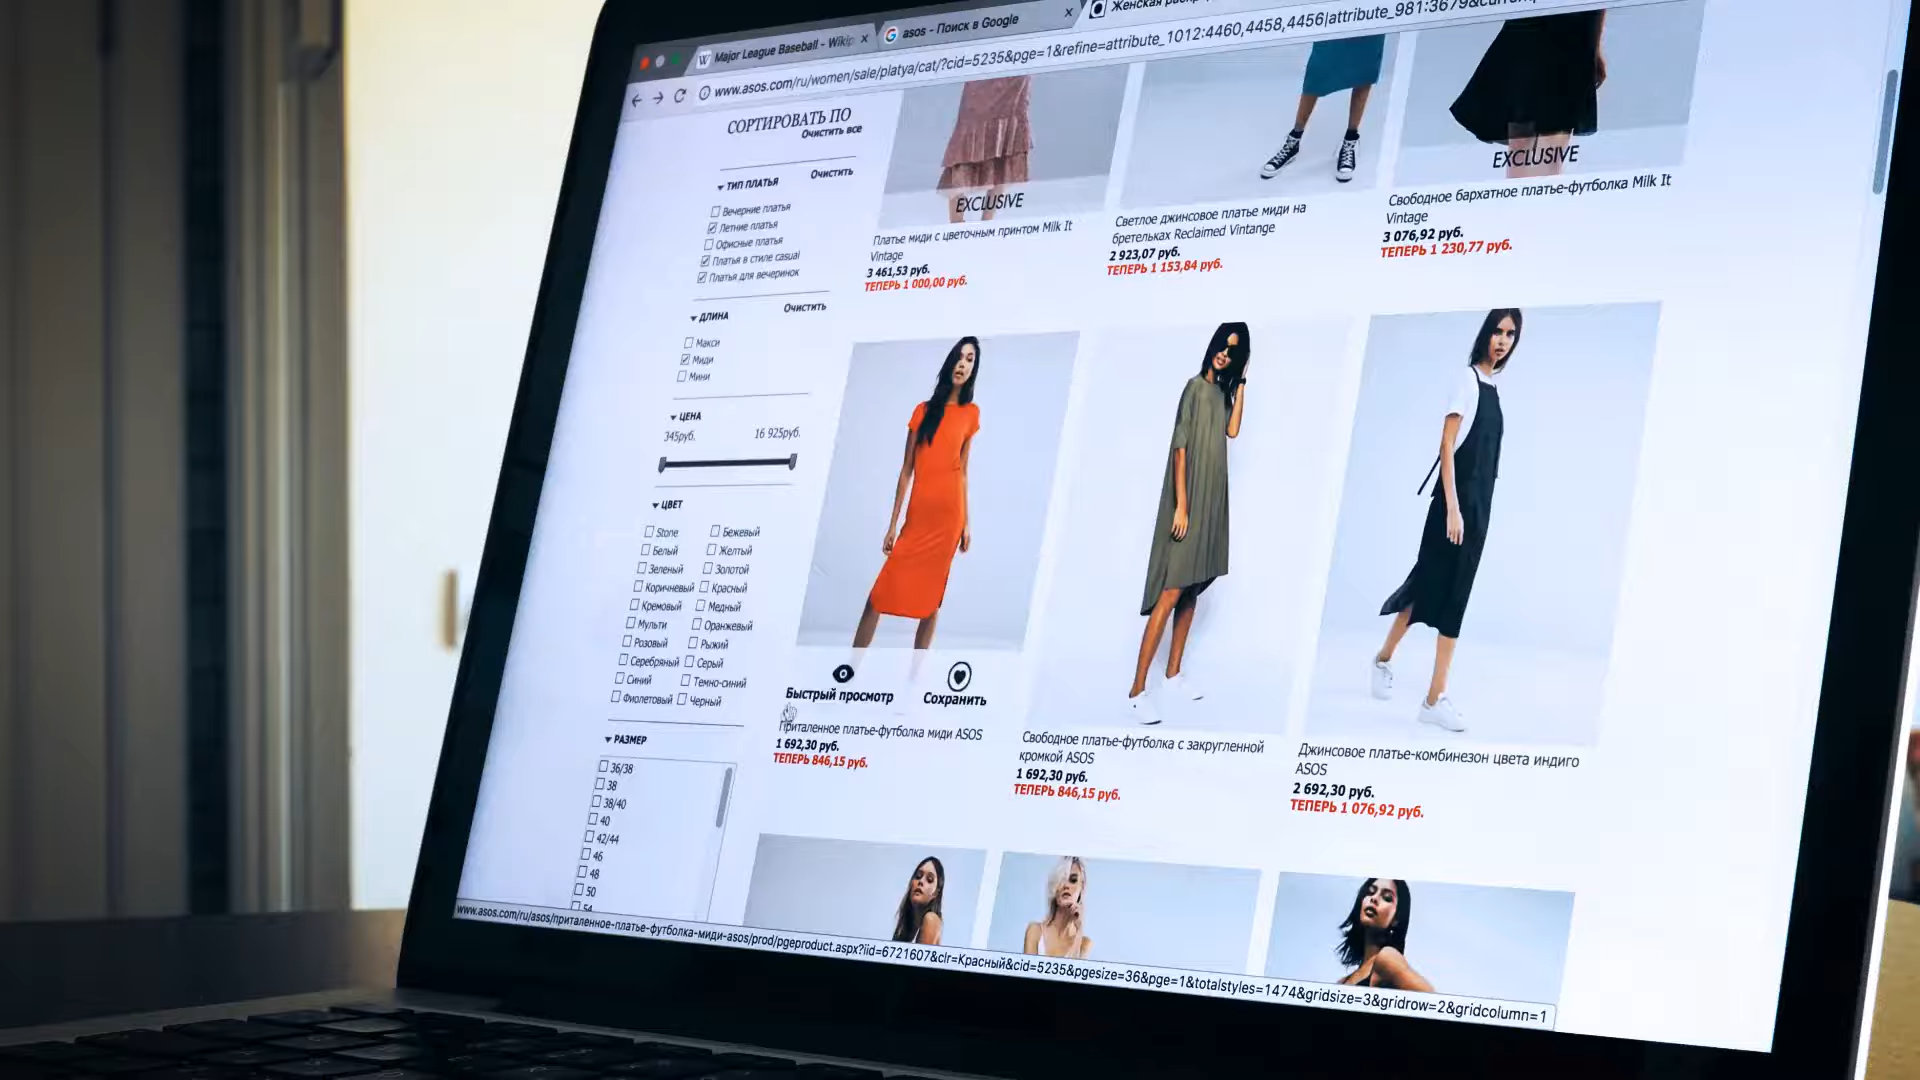 Major League Baseball - Wikip
asos - Поиск в Google
Женская
www.asos.com/ru/women/sale/platya/cat/?cid=5235&pge=1&refine=attribute_1012:4460,4458,4456|attribute_981:3679&
СОРТИРОВАТЬ ПО
Очистить все
ТИП ПЛАТЬЯ
Очистить
Вечерние платья
Летние платья
Офисные платья
Платья в стиле casual
Платья для вечеринок
ДЛИНА
Очистить
Макси
Миди
Мини
ЦЕНА
345руб. 16 925руб.
ЦВЕТ
Stone Бежевый
Белый Желтый
Зеленый Золотой
Коричневый Красный
Кремовый Медный
Мульти Оранжевый
Розовый Рыжий
Серебряный Серый
Синий Темно-синий
Фиолетовый Черный
РАЗМЕР
36/38
38
38/40
40
42/44
46
48
50
54
EXCLUSIVE
Платье миди с цветочным принтом Milk It
Vintage
3 461,53 руб.
ТЕПЕРЬ 1 000,00 руб.
Светлое джинсовое платье миди на
бретельках Reclaimed Vintange
2 923,07 руб.
ТЕПЕРЬ 1 153,84 руб.
EXCLUSIVE
Свободное бархатное платье-футболка Milk It
Vintage
3 076,92 руб.
ТЕПЕРЬ 1 230,77 руб.
Быстрый просмотр
Сохранить
Приталенное платье-футболка миди ASOS
1 692,30 руб.
ТЕПЕРЬ 846,15 руб.
Свободное платье-футболка с закругленной
кромкой ASOS
1 692,30 руб.
ТЕПЕРЬ 846,15 руб.
Джинсовое платье-комбинезон цвета индиго
ASOS
2 692,30 руб.
ТЕПЕРЬ 1 076,92 руб.
www.asos.com/ru/asos/приталенное-платье-футболка-миди-asos/prod/pgeproduct.aspx?iid=6721607&clr=Красный&cid=5235&pgesize=36&pge=1&totalstyles=1474&gridsize=3&gridrow=2&gridcolumn=1